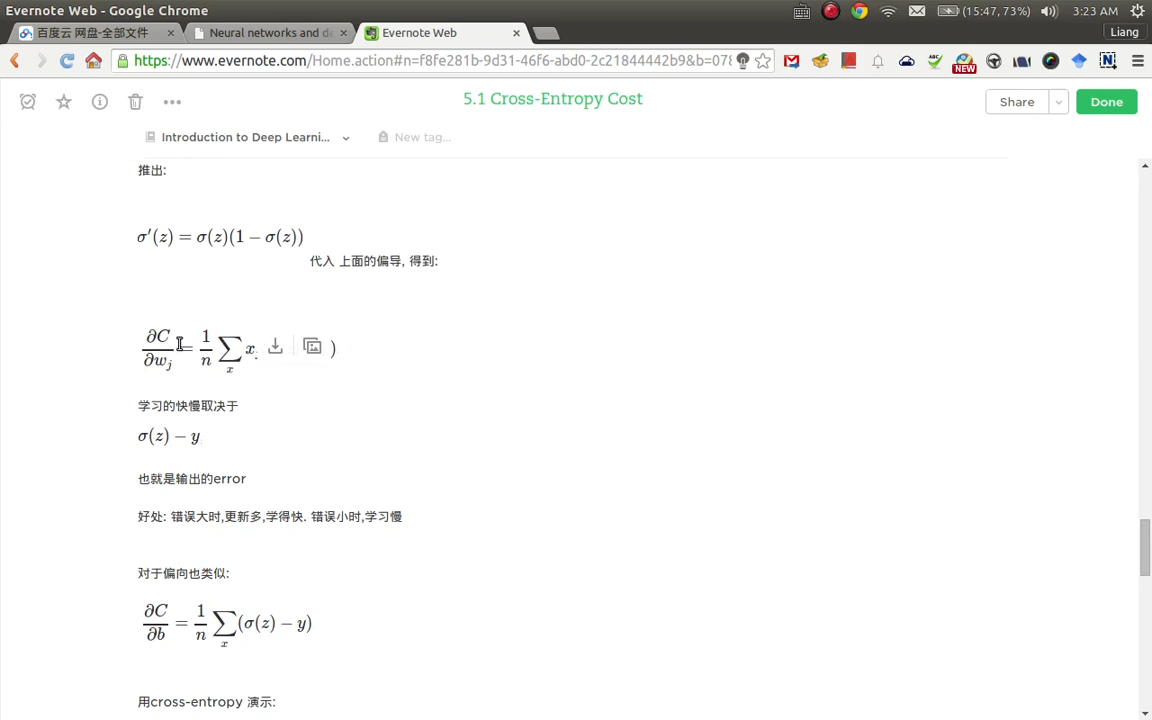 Evernote Web - Google Chrome
(15:47, 73%) 3:23 AM
百度云 网盘-全部文件 × Neural networks and de × Evernote Web × Liang
https://www.evernote.com/Home.action#n=f8fe281b-9d31-46f6-abd0-2c21844442b9&b=078
NEW
5.1 Cross-Entropy Cost
Share Done
Introduction to Deep Learni... New tag...
推出:
σ′(z) = σ(z)(1 − σ(z))
代入 上面的偏导, 得到:
∂C/∂w_j = 1/n ∑_x x )
学习的快慢取决于
σ(z) − y
也就是输出的error
好处: 错误大时,更新多,学得快. 错误小时,学习慢
对于偏向也类似:
∂C/∂b = 1/n ∑_x (σ(z) − y)
用cross-entropy 演示: